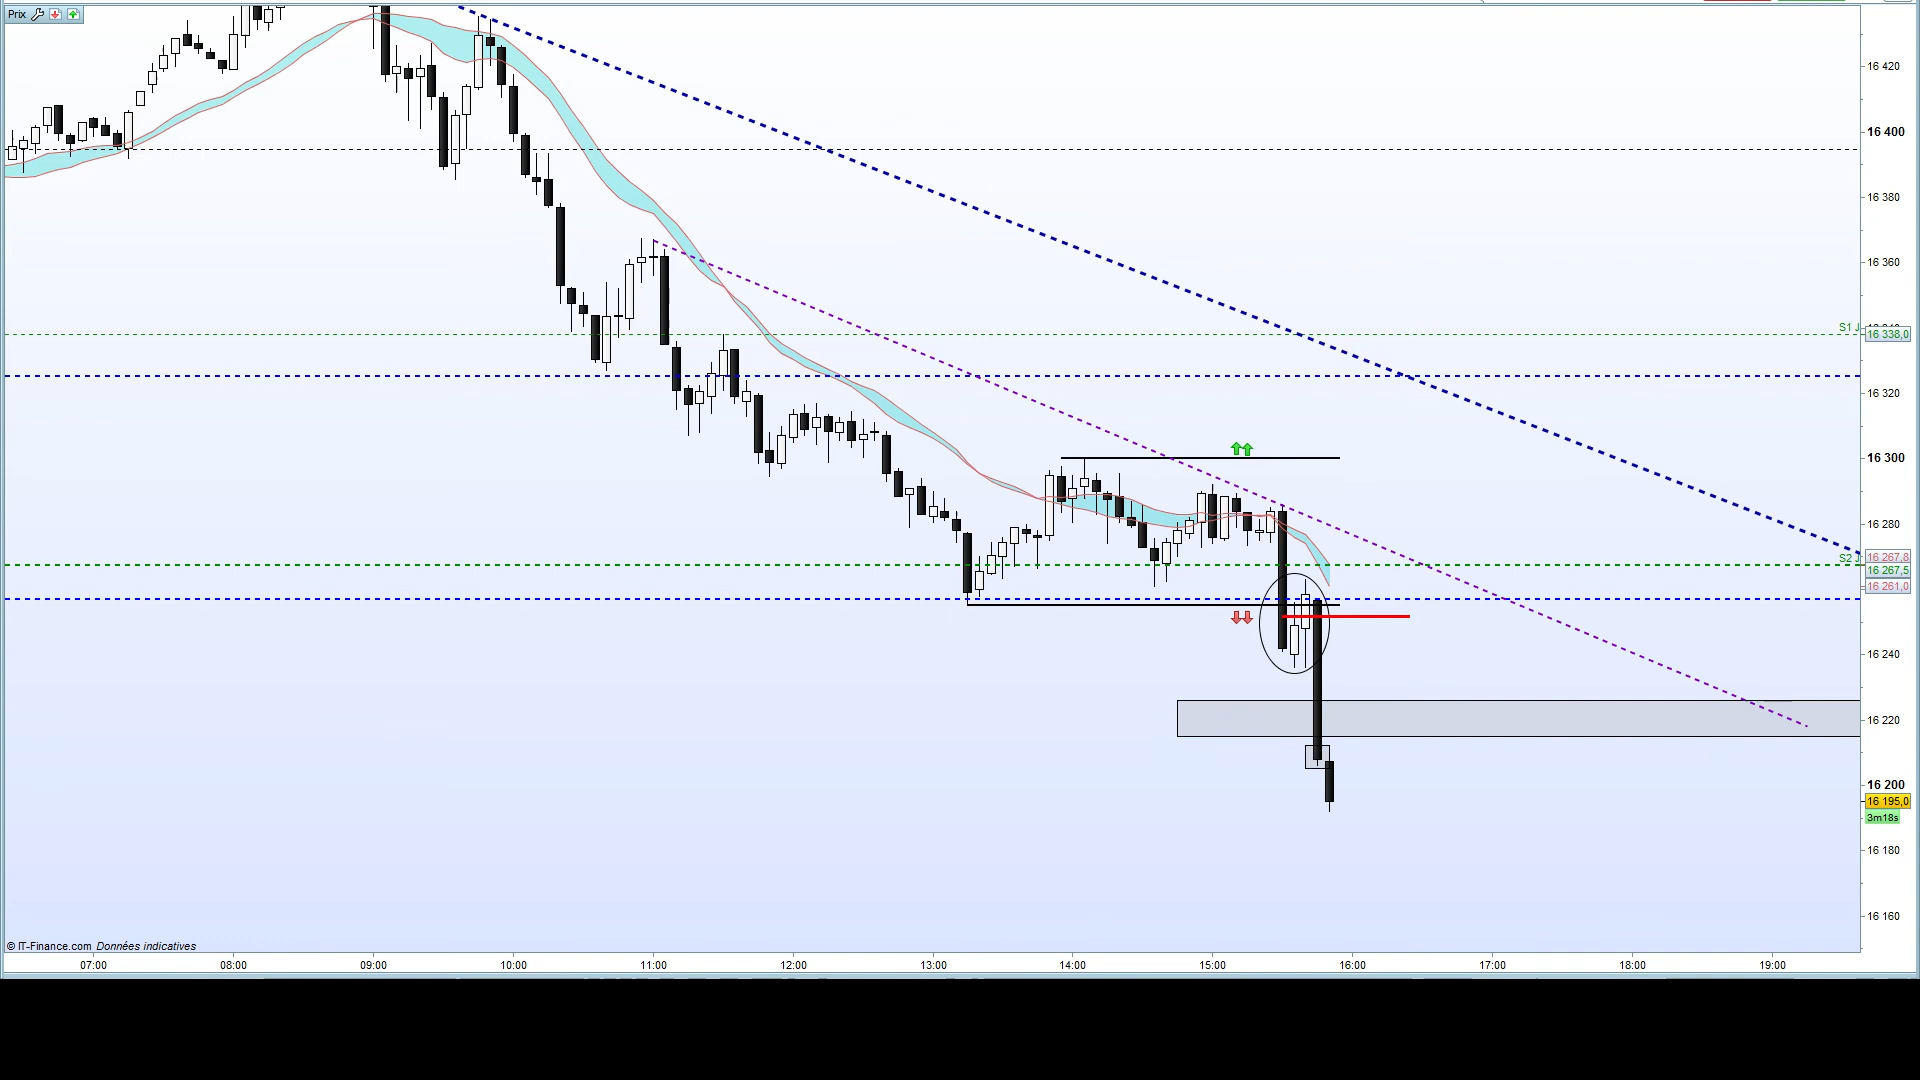 Prix
16 420
16 400
16 380
16 360
S1 J
16 338,0
16 320
16 300
16 280
S2 J
16 267,8
16 267,5
16 261,0
16 240
16 220
16 200
16 195,0
3m18s
16 180
16 160
© IT-Finance.com Données indicatives
07:00 08:00 09:00 10:00 11:00 12:00 13:00 14:00 15:00 16:00 17:00 18:00 19:00